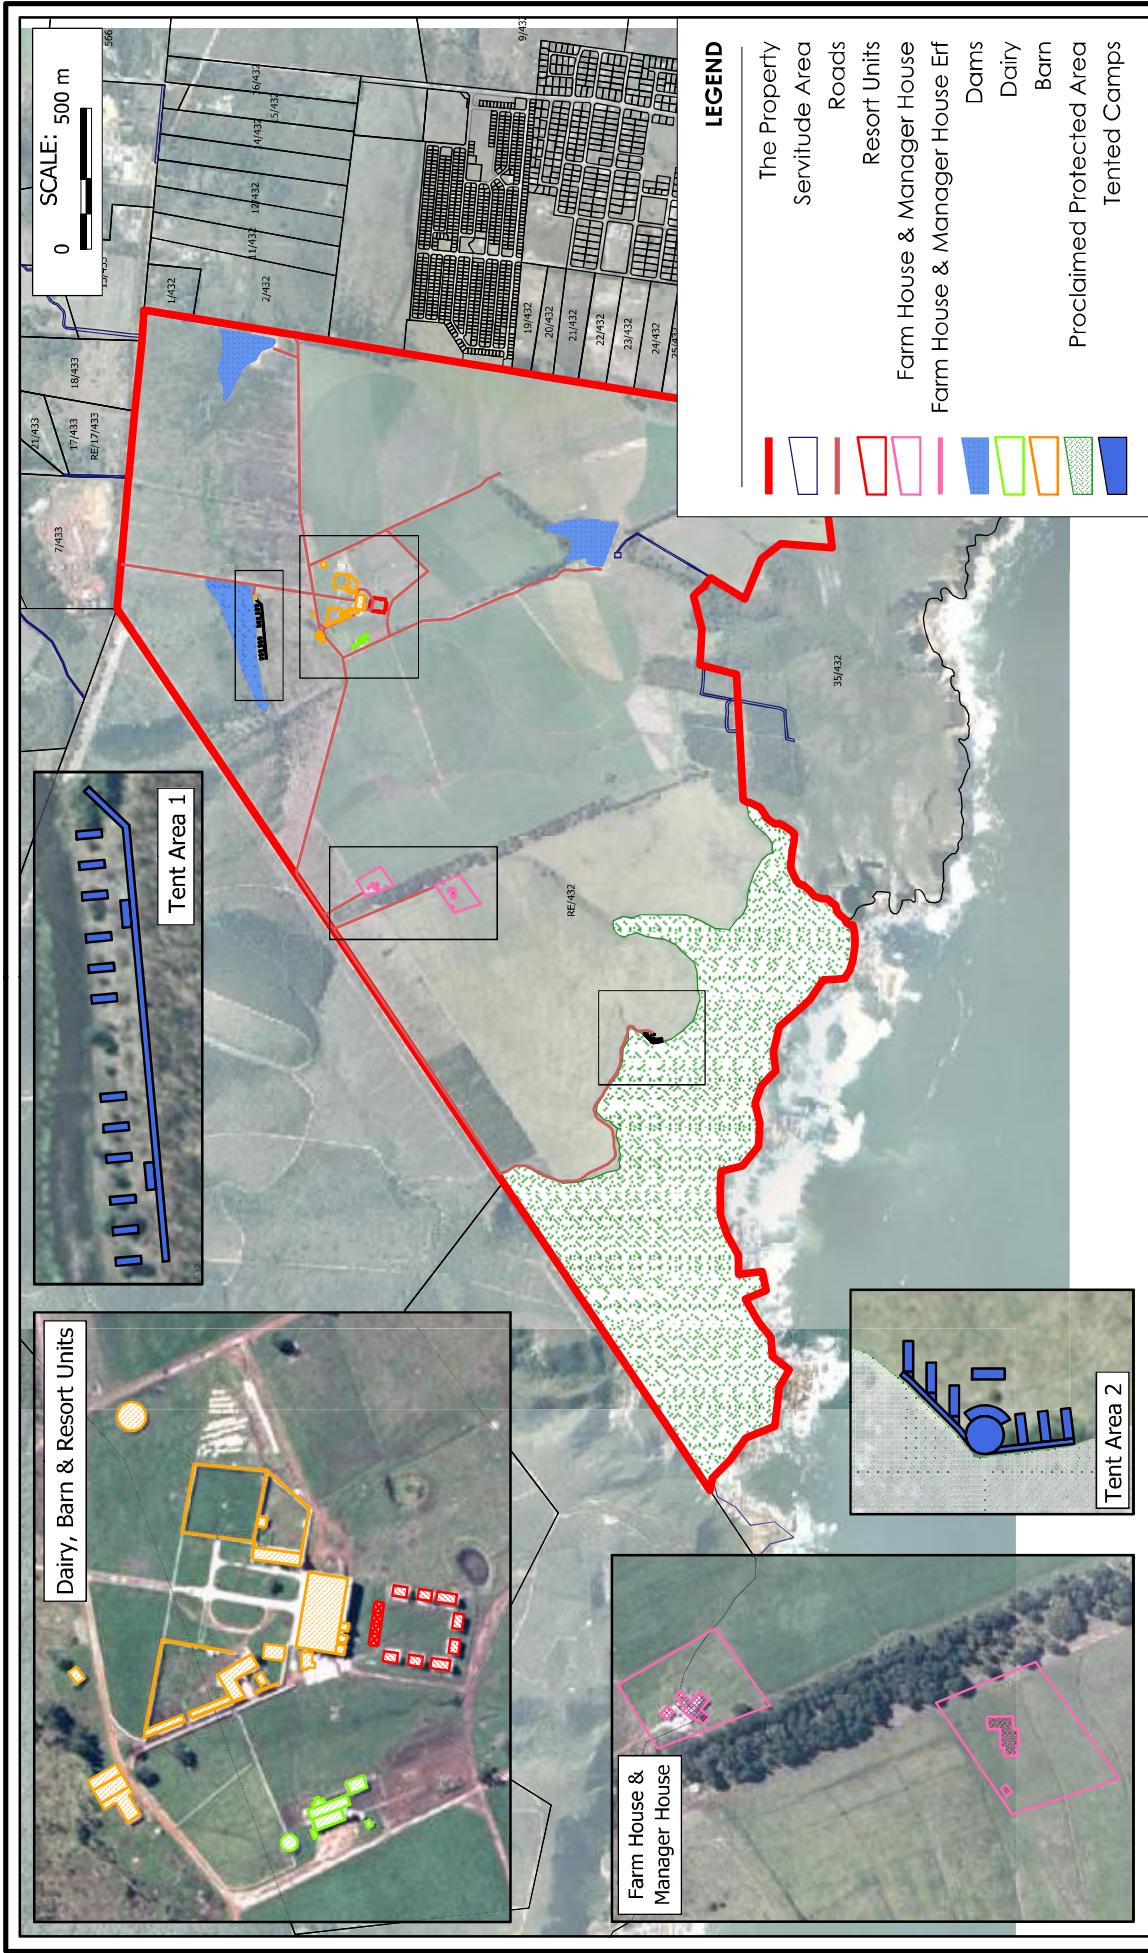 SCALE:
0 500 m
566
9/432
16/432
15/432
14/432
12/432
11/432
2/432
1/432
18/433
21/433
17/433
RE/17/433
7/433
19/432
20/432
21/432
22/432
23/432
24/432
35/432
RE/432
LEGEND
The Property
Servitude Area
Roads
Resort Units
Farm House & Manager House
Farm House & Manager House Erf
Dams
Dairy
Barn
Proclaimed Protected Area
Tented Camps
Tent Area 1
Dairy, Barn & Resort Units
Farm House &
Manager House
Tent Area 2